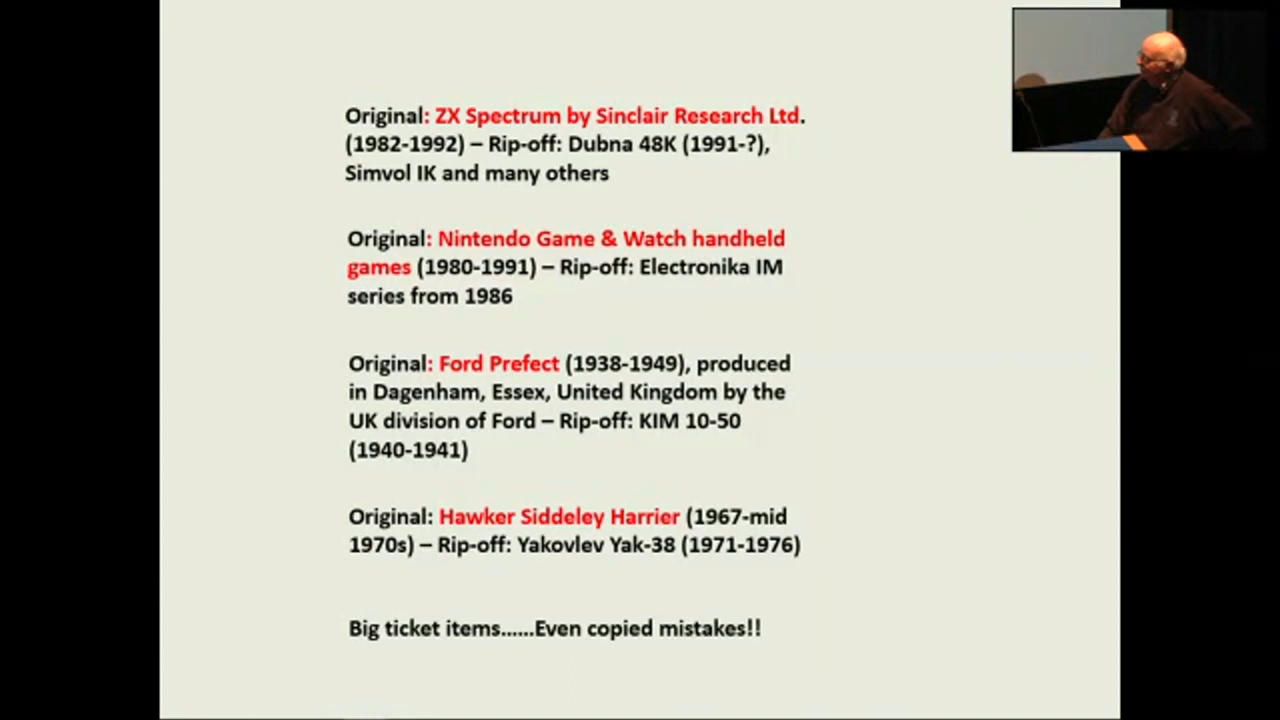 Original: ZX Spectrum by Sinclair Research Ltd.
(1982-1992) – Rip-off: Dubna 48K (1991-?),
Simvol IK and many others
Original: Nintendo Game & Watch handheld
games (1980-1991) – Rip-off: Electronika IM
series from 1986
Original: Ford Prefect (1938-1949), produced
in Dagenham, Essex, United Kingdom by the
UK division of Ford – Rip-off: KIM 10-50
(1940-1941)
Original: Hawker Siddeley Harrier (1967-mid
1970s) – Rip-off: Yakovlev Yak-38 (1971-1976)
Big ticket items......Even copied mistakes!!